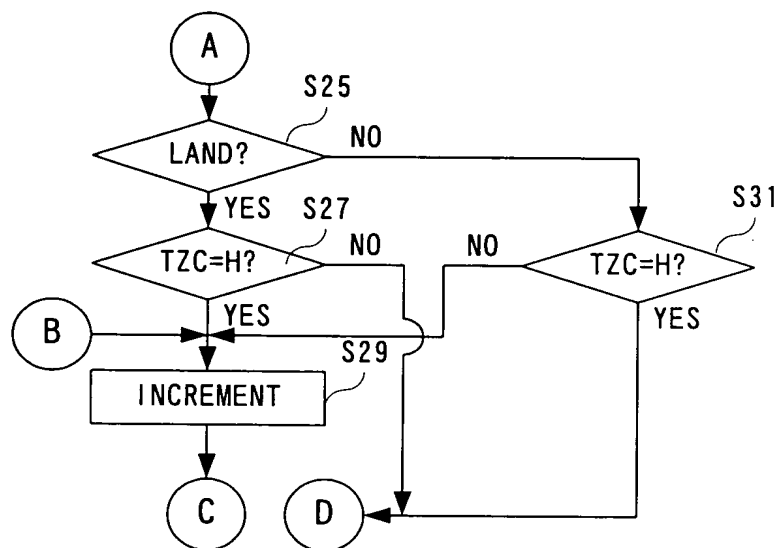 A
S25
LAND?
NO
YES
S27
S31
TZC=H?
NO
NO
TZC=H?
YES
YES
B
S29
INCREMENT
C
D